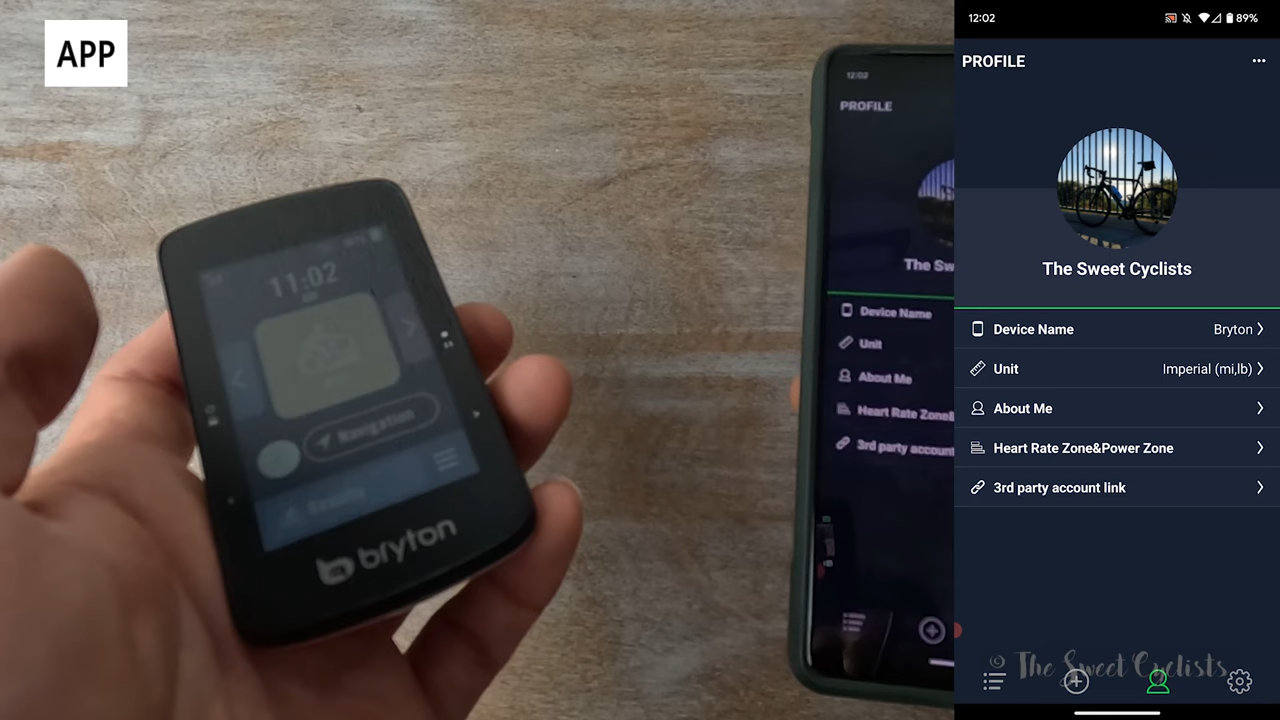 APP
11:02
Navigation
Results
bryton
12:02
PROFILE
The Sw
Device Name
Unit
About Me
Heart Rate Zone&
3rd party account
12:02
89%
PROFILE
The Sweet Cyclists
Device Name Bryton
Unit Imperial (mi,lb)
About Me
Heart Rate Zone&Power Zone
3rd party account link
The Sweet Cyclists